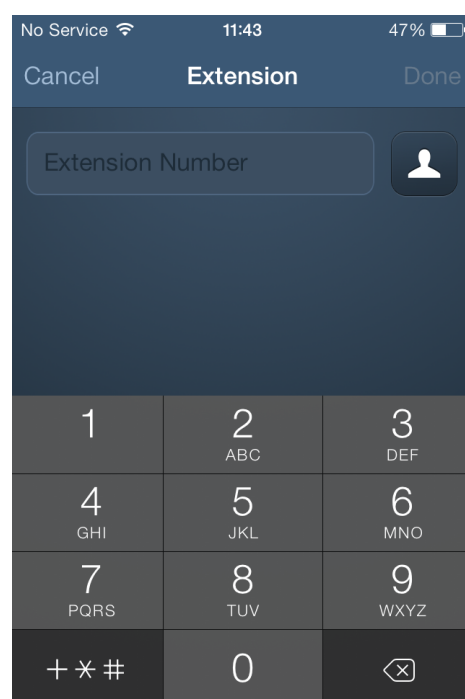 No Service 11:43 47%
Cancel Extension Done
Extension Number
1 2 3
ABC DEF
4 5 6
GHI JKL MNO
7 8 9
PQRS TUV WXYZ
+*# 0